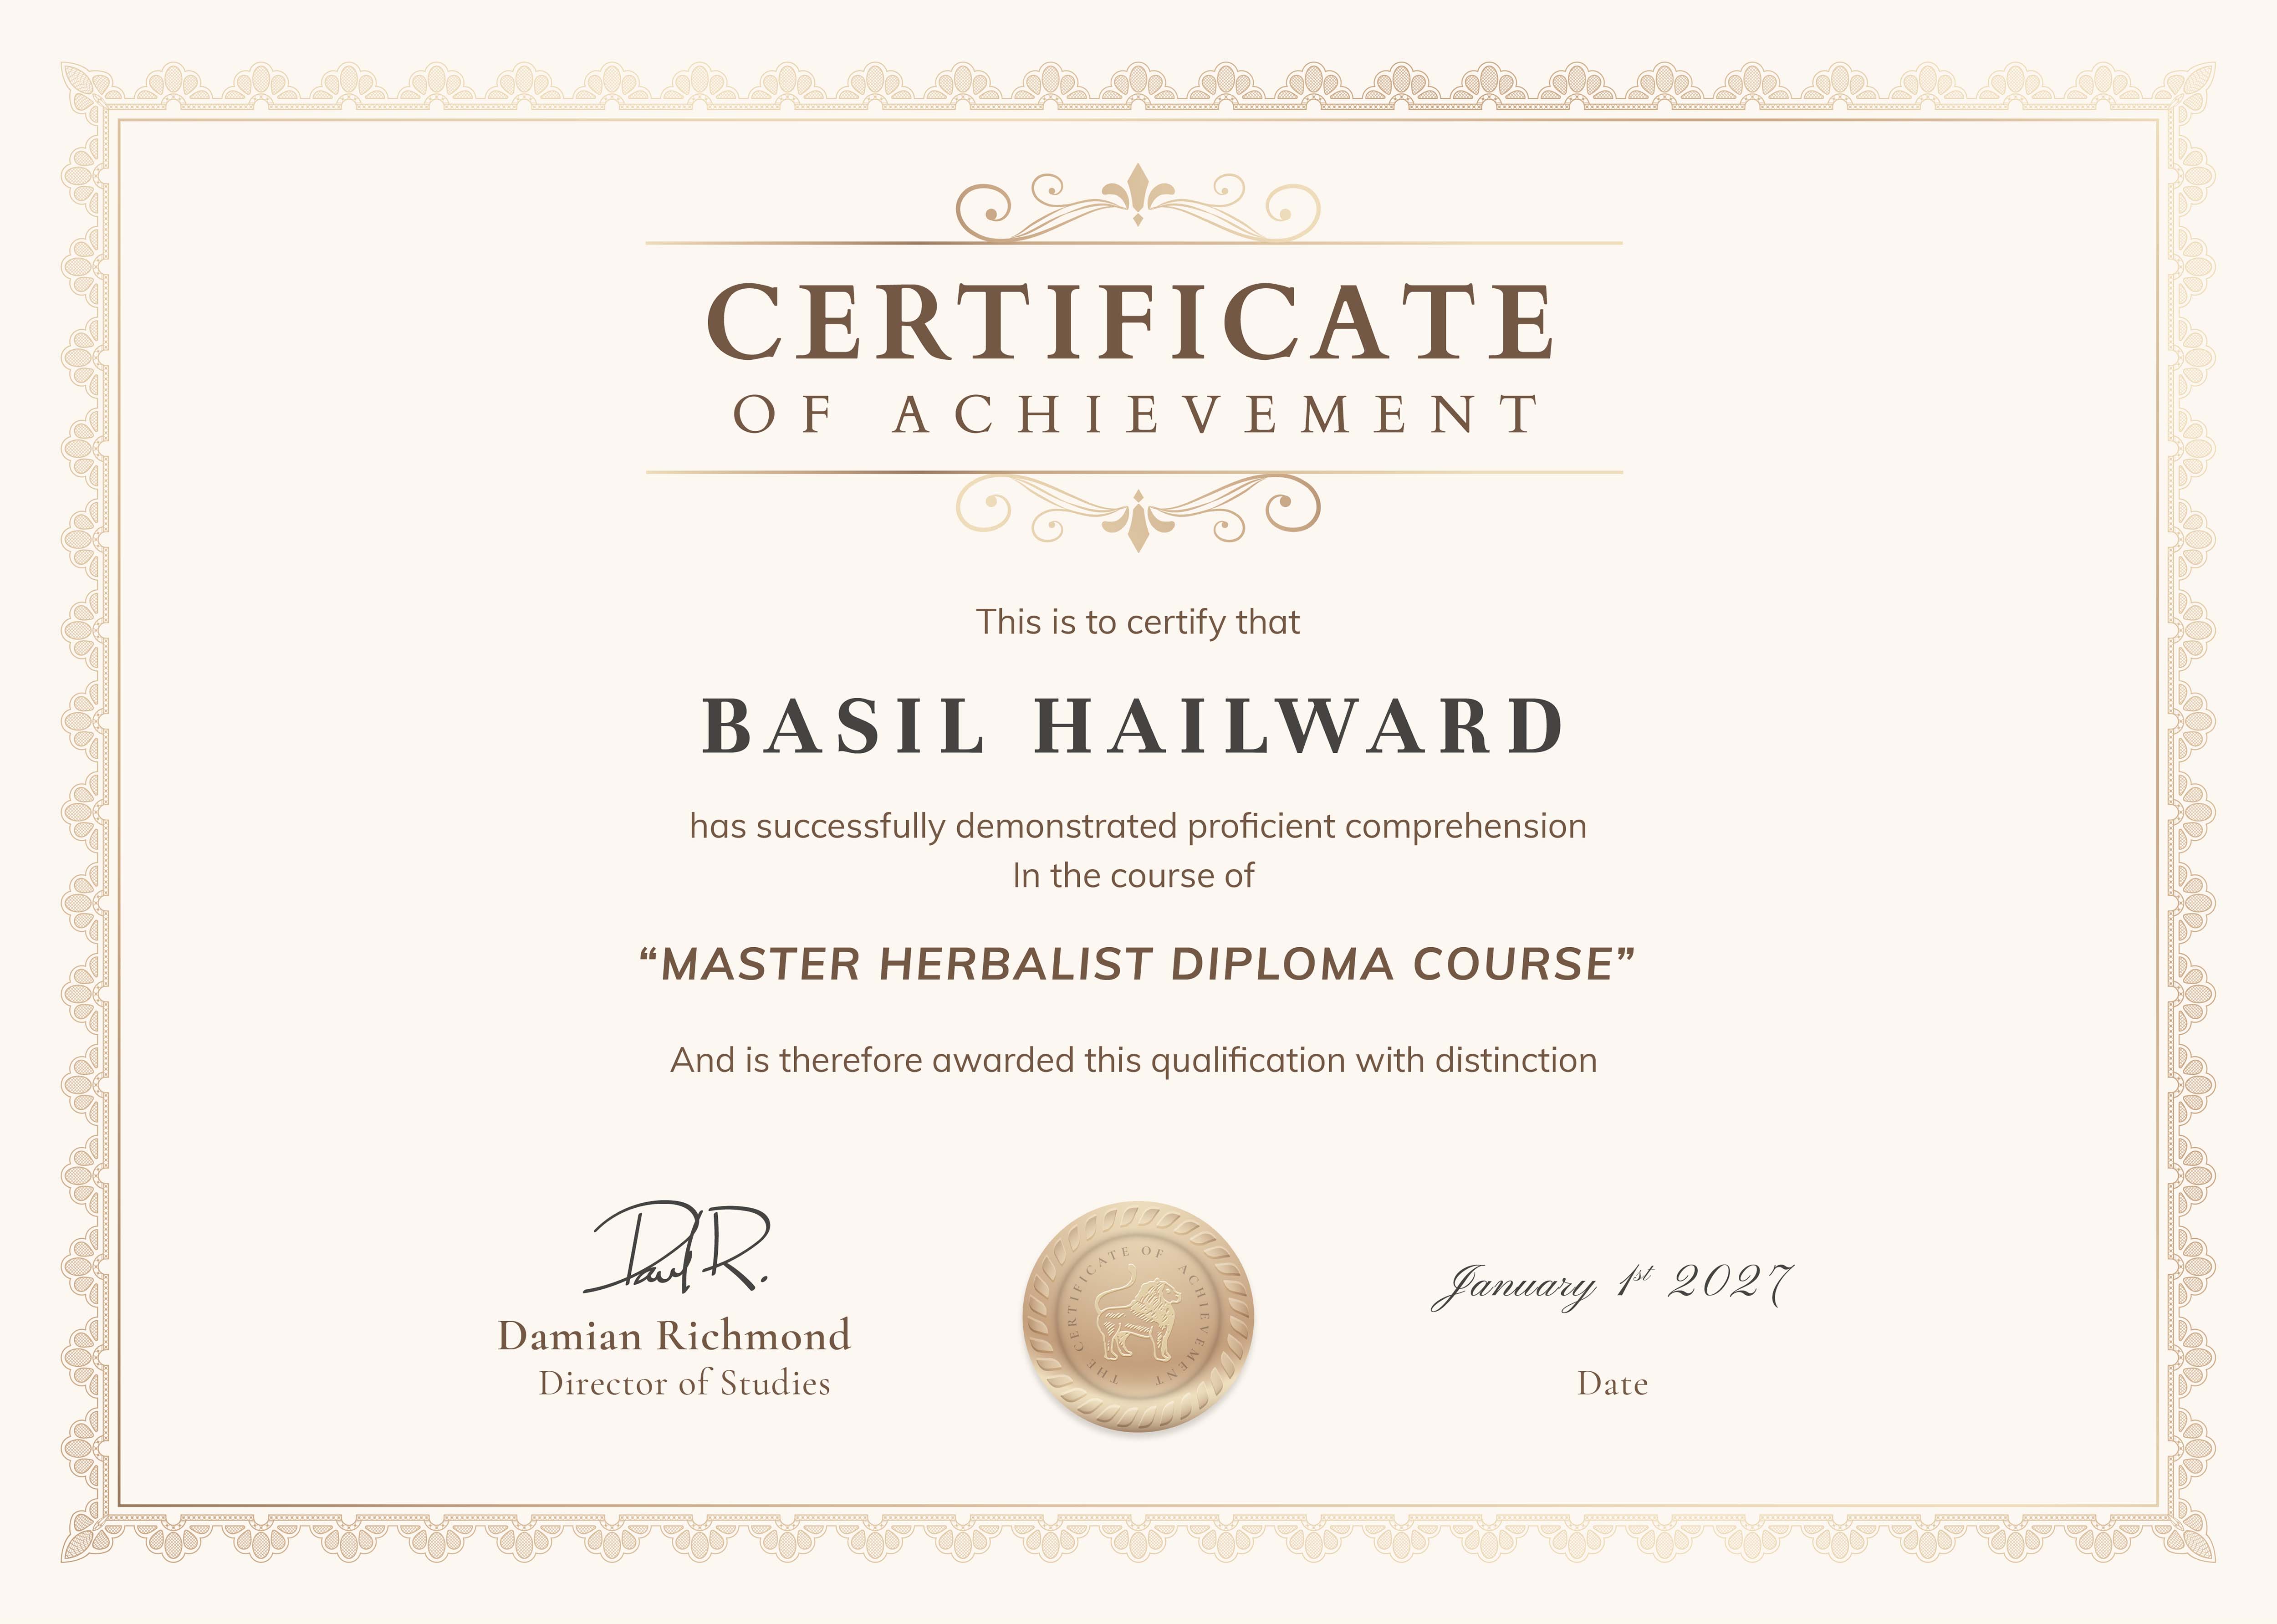 CERTIFICATE
OF ACHIEVEMENT
This is to certify that
BASIL HAILWARD
has successfully demonstrated proficient comprehension
In the course of
“MASTER HERBALIST DIPLOMA COURSE”
And is therefore awarded this qualification with distinction
Paul R.
Damian Richmond
Director of Studies
THE CERTIFICATE OF ACHIEVEMENT
January 1st 2027
Date